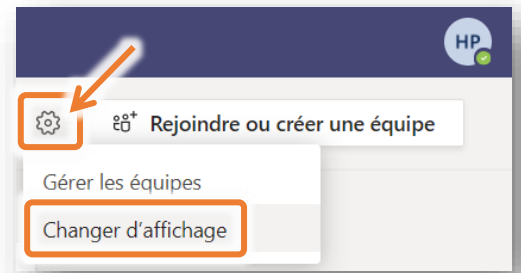 HP
Rejoindre ou créer une équipe
Gérer les équipes
Changer d’affichage